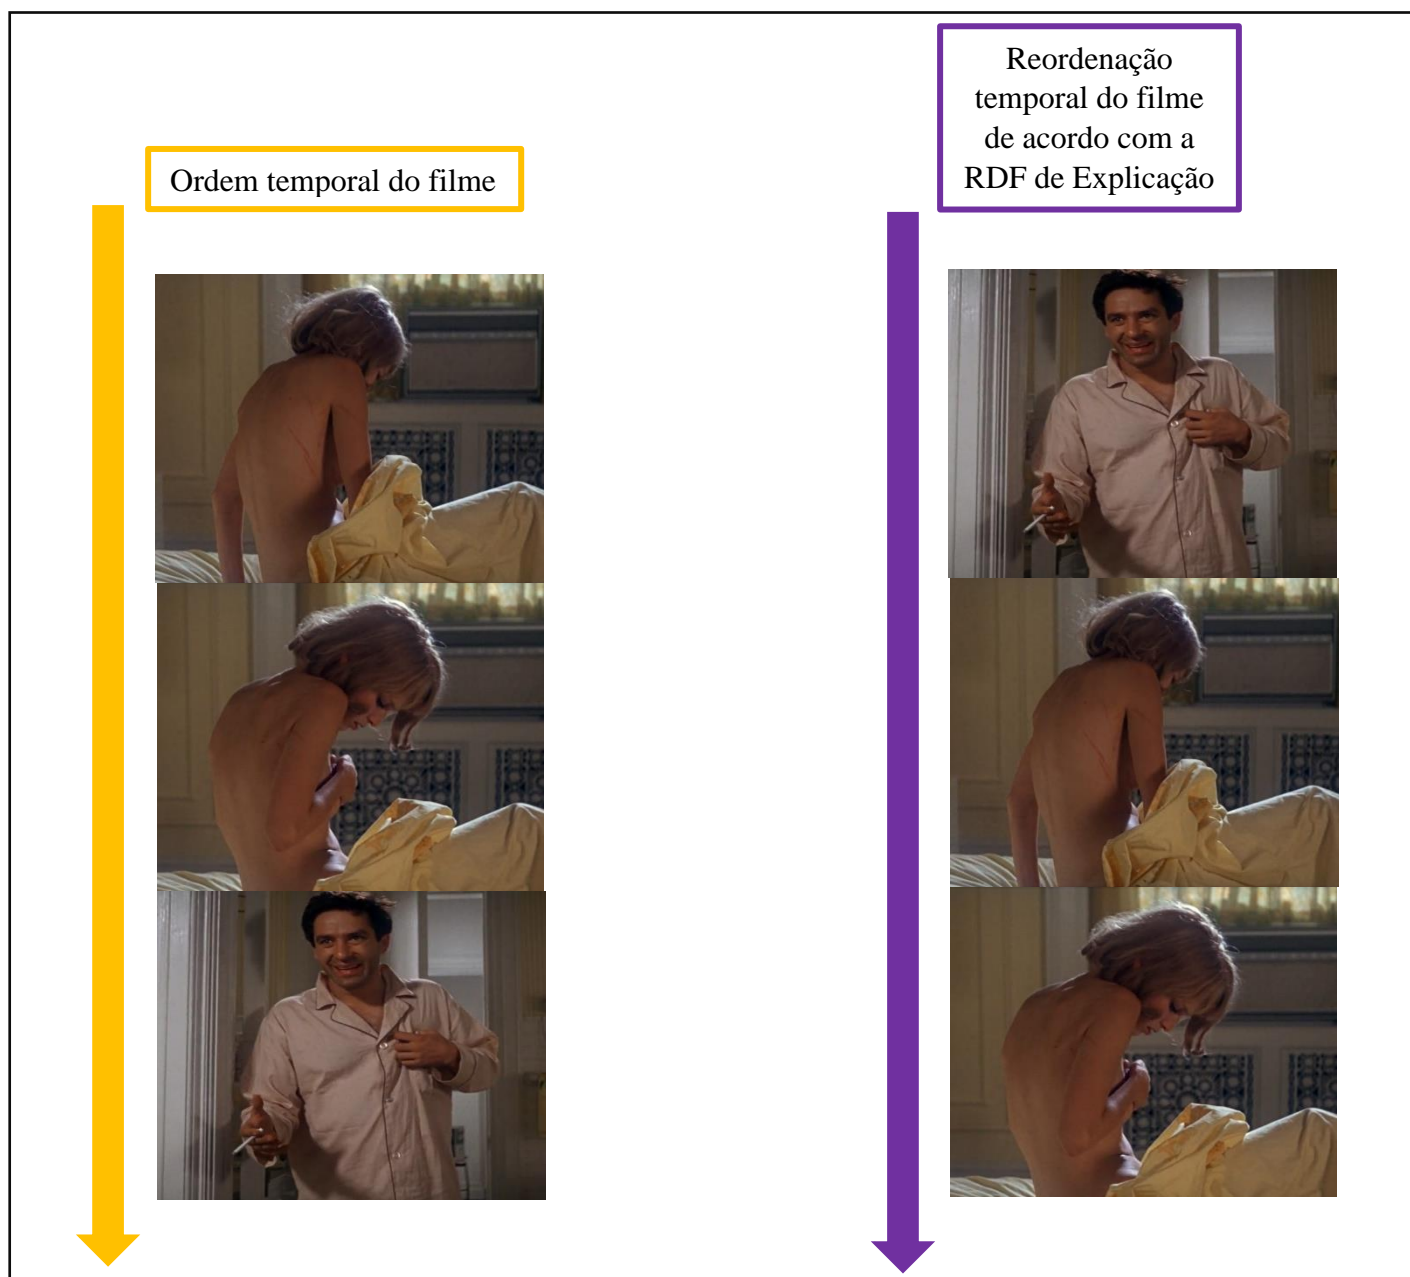 Ordem temporal do filme
Reordenação
temporal do filme
de acordo com a
RDF de Explicação